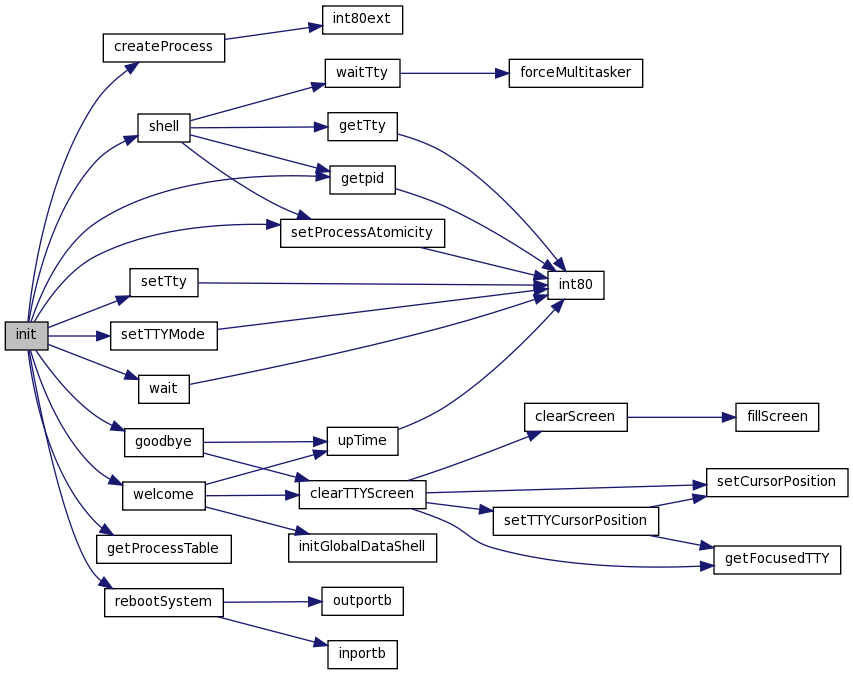 int80ext
createProcess
waitTty
forceMultitasker
shell
getTty
getpid
setProcessAtomicity
setTty
int80
init
setTTYMode
wait
clearScreen
fillScreen
goodbye
upTime
setCursorPosition
welcome
clearTTYScreen
setTTYCursorPosition
getProcessTable
initGlobalDataShell
getFocusedTTY
rebootSystem
outportb
inportb